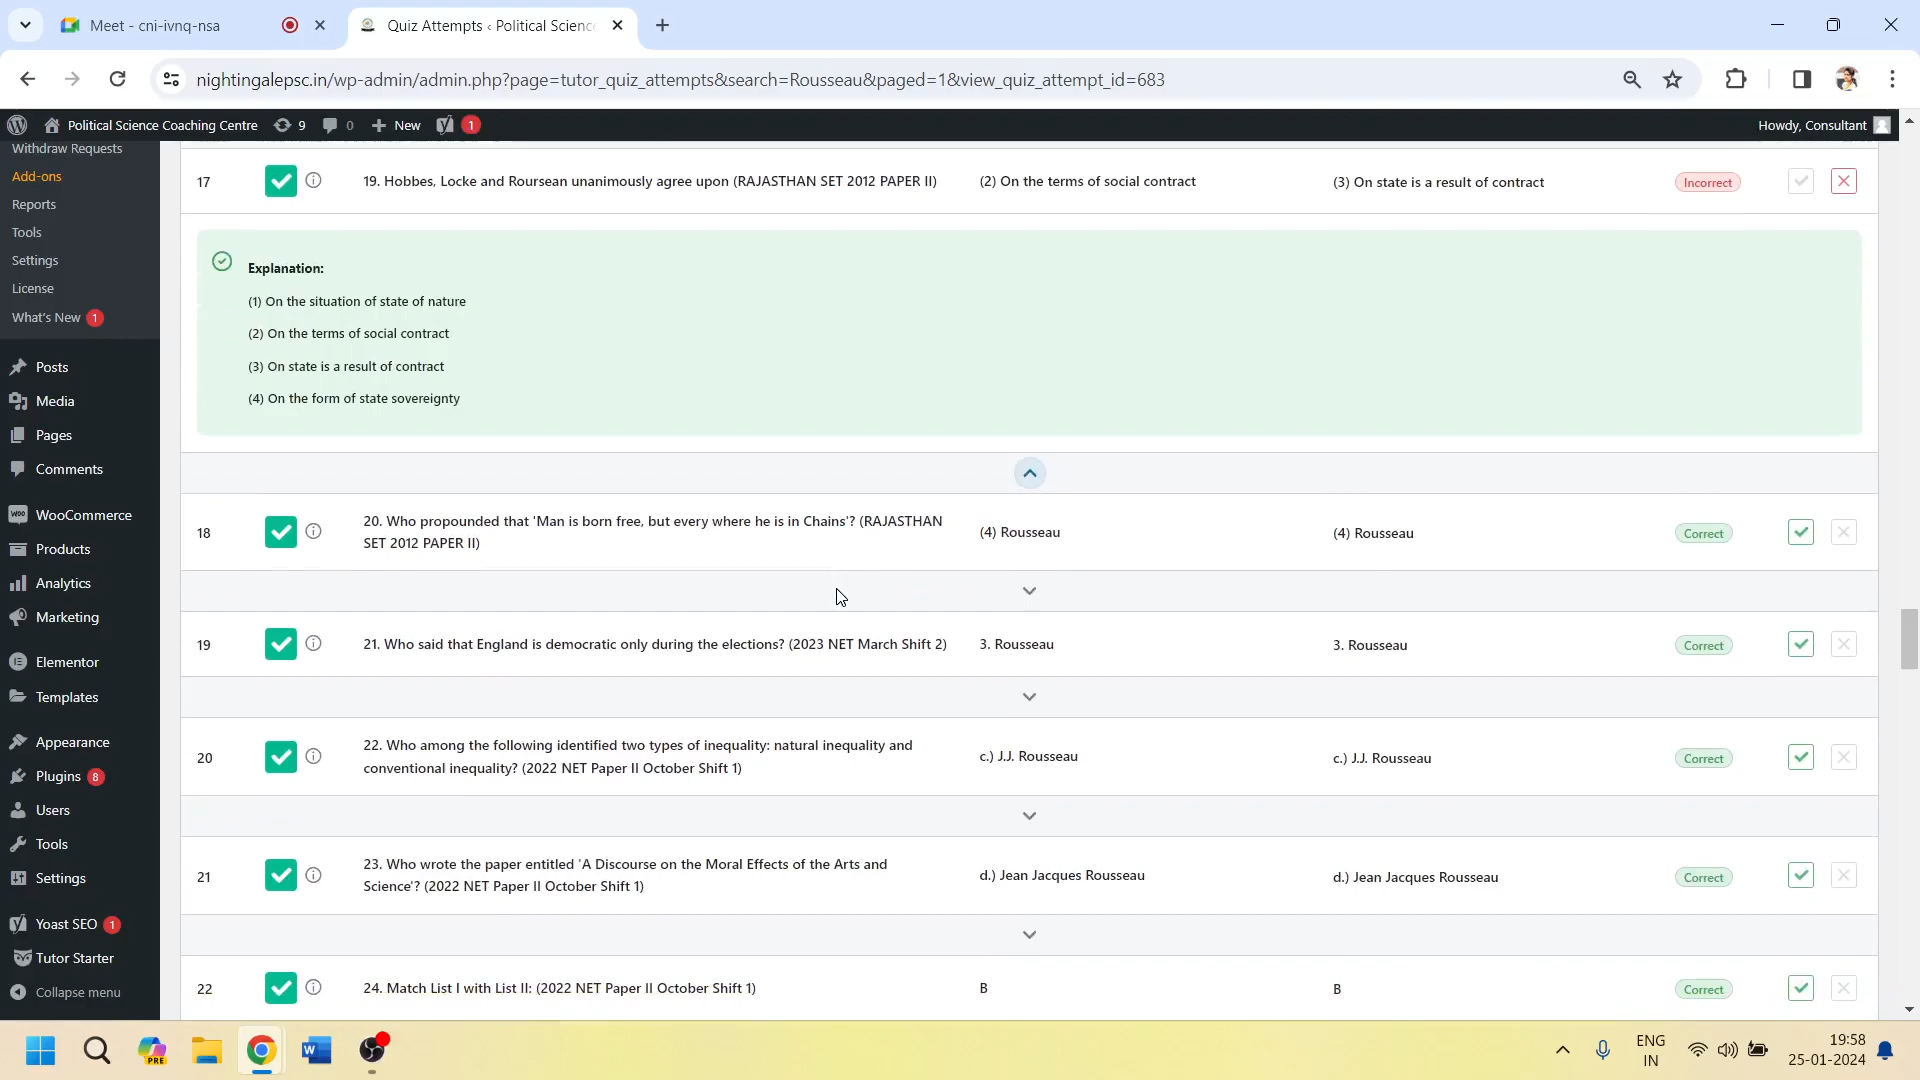 Meet - cni-ivnq-nsa
Quiz Attempts ‹ Political Science
nightingalepsc.in/wp-admin/admin.php?page=tutor_quiz_attempts&search=Rousseau&paged=1&view_quiz_attempt_id=683
Political Science Coaching Centre 9 0 New 1 Howdy, Consultant
Withdraw Requests
Add-ons
Reports
Tools
Settings
License
What's New 1
Posts
Media
Pages
Comments
WooCommerce
Products
Analytics
Marketing
Elementor
Templates
Appearance
Plugins 8
Users
Tools
Settings
Yoast SEO 1
Tutor Starter
Collapse menu
17 19. Hobbes, Locke and Roursean unanimously agree upon (RAJASTHAN SET 2012 PAPER II) (2) On the terms of social contract (3) On state is a result of contract Incorrect
Explanation:
(1) On the situation of state of nature
(2) On the terms of social contract
(3) On state is a result of contract
(4) On the form of state sovereignty
18 20. Who propounded that 'Man is born free, but every where he is in Chains'? (RAJASTHAN
SET 2012 PAPER II) (4) Rousseau (4) Rousseau Correct
19 21. Who said that England is democratic only during the elections? (2023 NET March Shift 2) 3. Rousseau 3. Rousseau Correct
20 22. Who among the following identified two types of inequality: natural inequality and
conventional inequality? (2022 NET Paper II October Shift 1) c.) J.J. Rousseau c.) J.J. Rousseau Correct
21 23. Who wrote the paper entitled 'A Discourse on the Moral Effects of the Arts and
Science'? (2022 NET Paper II October Shift 1) d.) Jean Jacques Rousseau d.) Jean Jacques Rousseau Correct
22 24. Match List I with List II: (2022 NET Paper II October Shift 1) B B Correct
PRE
ENG
IN
19:58
25-01-2024